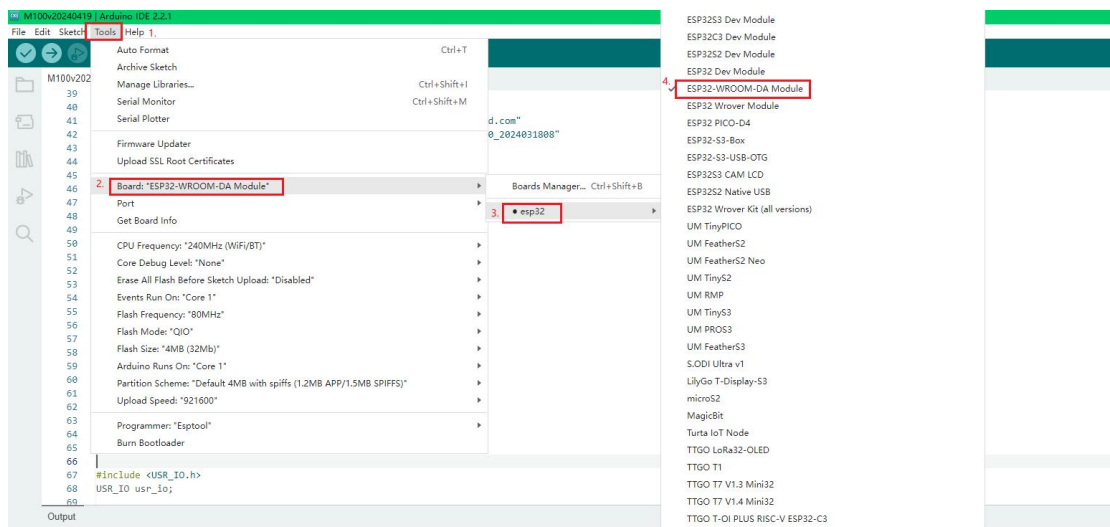 M100v20240419 | Arduino IDE 2.2.1
File Edit Sketch Tools Help 1.
M100v202
Auto Format Ctrl+T
Archive Sketch
Manage Libraries... Ctrl+Shift+I
Serial Monitor Ctrl+Shift+M
Serial Plotter
Firmware Updater
Upload SSL Root Certificates
2. Board: "ESP32-WROOM-DA Module"
Port
Get Board Info
CPU Frequency: "240MHz (WiFi/BT)"
Core Debug Level: "None"
Erase All Flash Before Sketch Upload: "Disabled"
Events Run On: "Core 1"
Flash Frequency: "80MHz"
Flash Mode: "QIO"
Flash Size: "4MB (32Mb)"
Arduino Runs On: "Core 1"
Partition Scheme: "Default 4MB with spiffs (1.2MB APP/1.5MB SPIFFS)"
Upload Speed: "921600"
Programmer: "Esptool"
Burn Bootloader
39
40
41 d.com"
42 0_2024031808"
43
44
45
46
47
48
49
50
51
52
53
54
55
56
57
58
59
60
61
62
63
64
65
66
67 #include <USR_IO.h>
68 USR_IO usr_io;
69
Output
Boards Manager... Ctrl+Shift+B
3. esp32
ESP32S3 Dev Module
ESP32C3 Dev Module
ESP32S2 Dev Module
ESP32 Dev Module
4. ✓ ESP32-WROOM-DA Module
ESP32 Wrover Module
ESP32 PICO-D4
ESP32-S3-Box
ESP32-S3-USB-OTG
ESP32S3 CAM LCD
ESP32S2 Native USB
ESP32 Wrover Kit (all versions)
UM TinyPICO
UM FeatherS2
UM FeatherS2 Neo
UM TinyS2
UM RMP
UM TinyS3
UM PROS3
UM FeatherS3
S.ODI Ultra v1
LilyGo T-Display-S3
microS2
MagicBit
Turta IoT Node
TTGO LoRa32-OLED
TTGO T1
TTGO T7 V1.3 Mini32
TTGO T7 V1.4 Mini32
TTGO T-OI PLUS RISC-V ESP32-C3